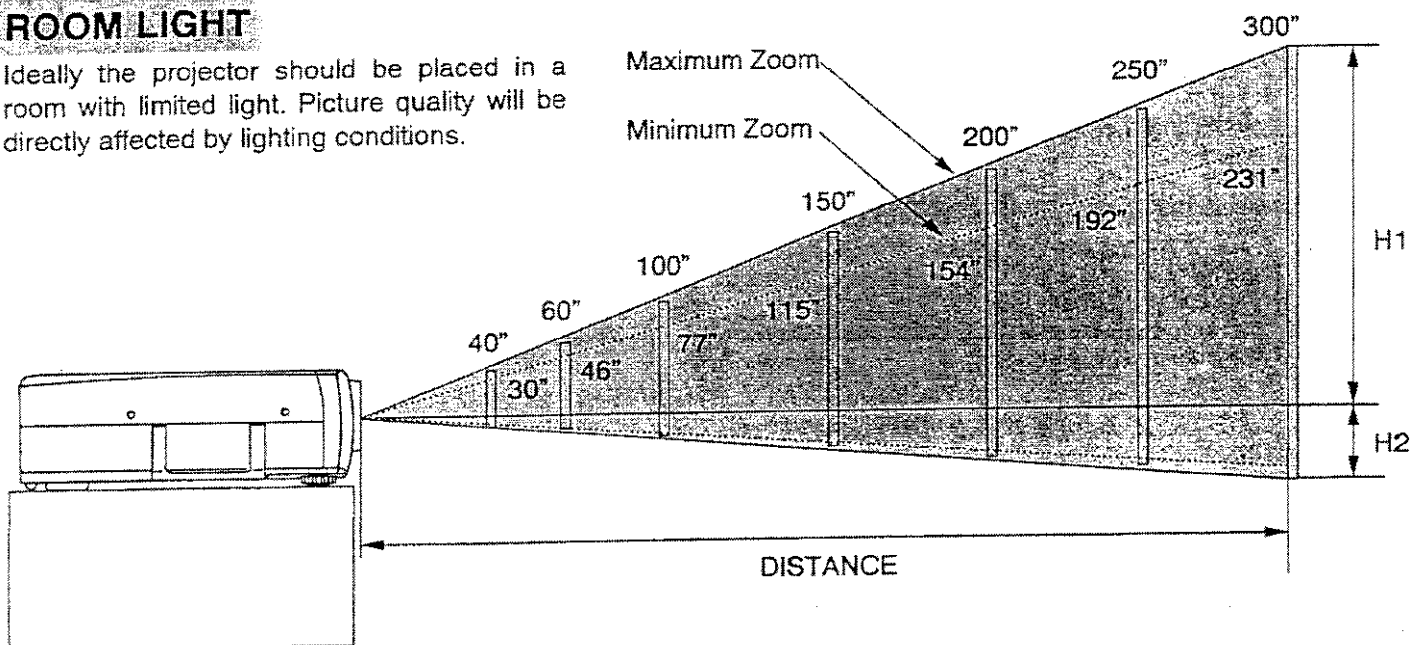 ROOM LIGHT
Ideally the projector should be placed in a
room with limited light. Picture quality will be
directly affected by lighting conditions.
Maximum Zoom
Minimum Zoom
300"
250"
200"
150"
100"
60"
40"
231"
192"
154"
115"
77"
46"
30"
H1
H2
DISTANCE